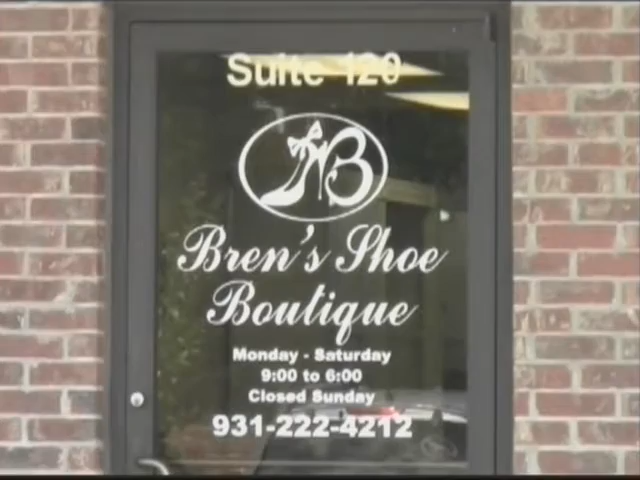 Suite 120
B
Bren's Shoe
Boutique
Monday - Saturday
9:00 to 6:00
Closed Sunday
931-222-4212